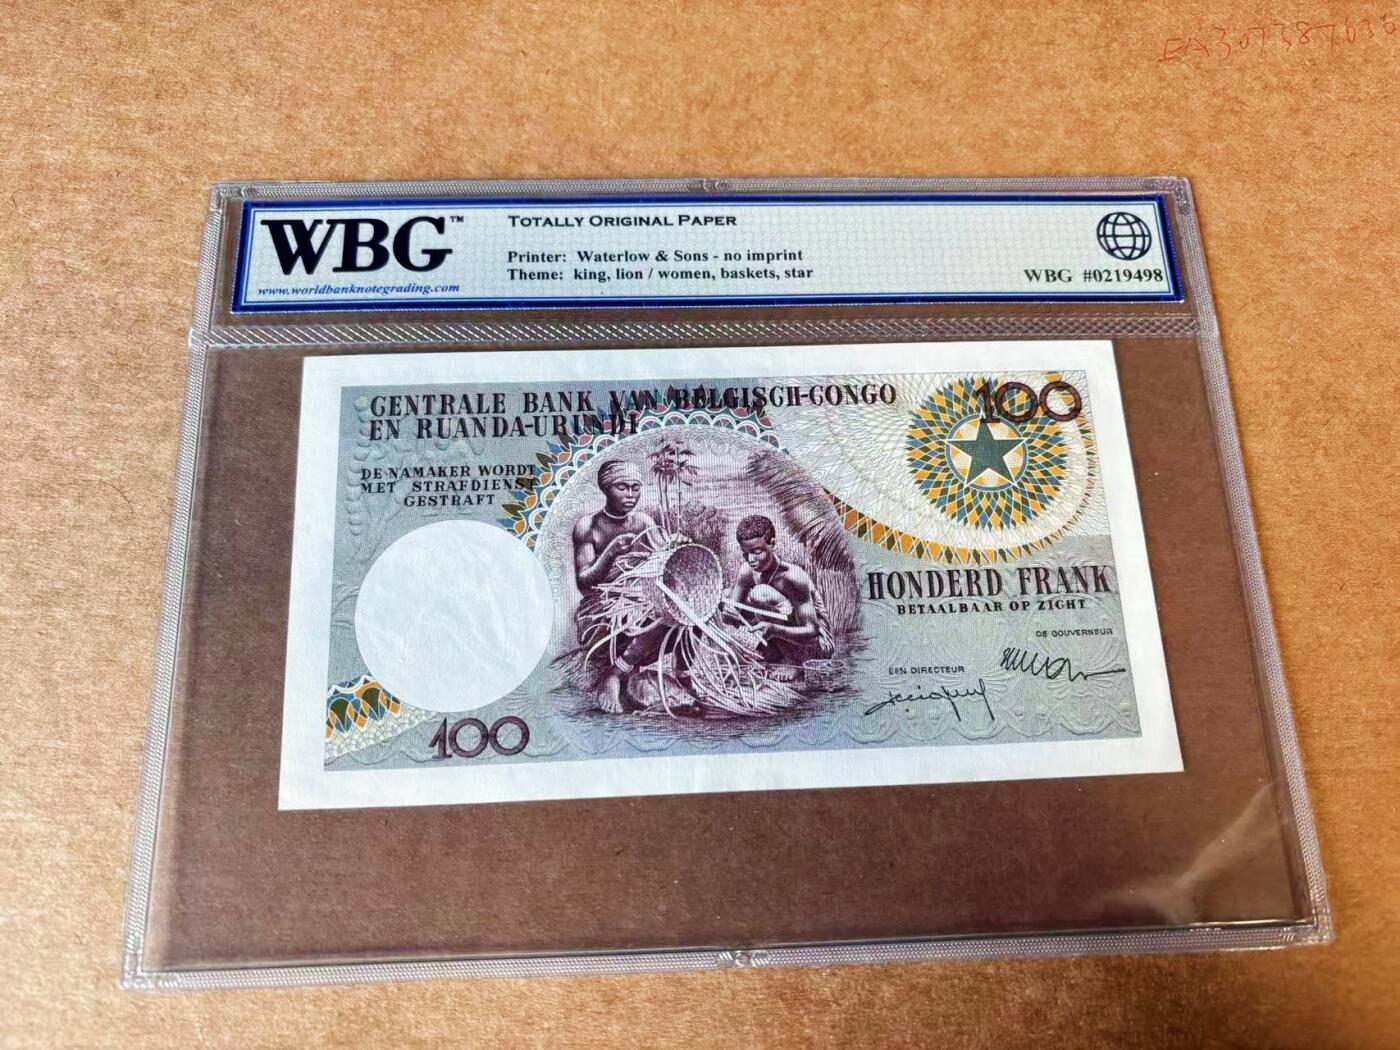 WBG™
www.worldbanknotegrading.com
TOTALLY ORIGINAL PAPER
Printer: Waterlow & Sons - no imprint
Theme: king, lion / women, baskets, star
WBG #0219498
CENTRALE BANK VAN BELGISCH-CONGO
EN RUANDA-URUNDI
100
DE NAMAKER WORDT
MET STRAFDIENST
GESTRAFT
HONDERD FRANK
BETAALBAAR OP ZICHT
DE GOUVERNEUR
EEN DIRECTEUR
100